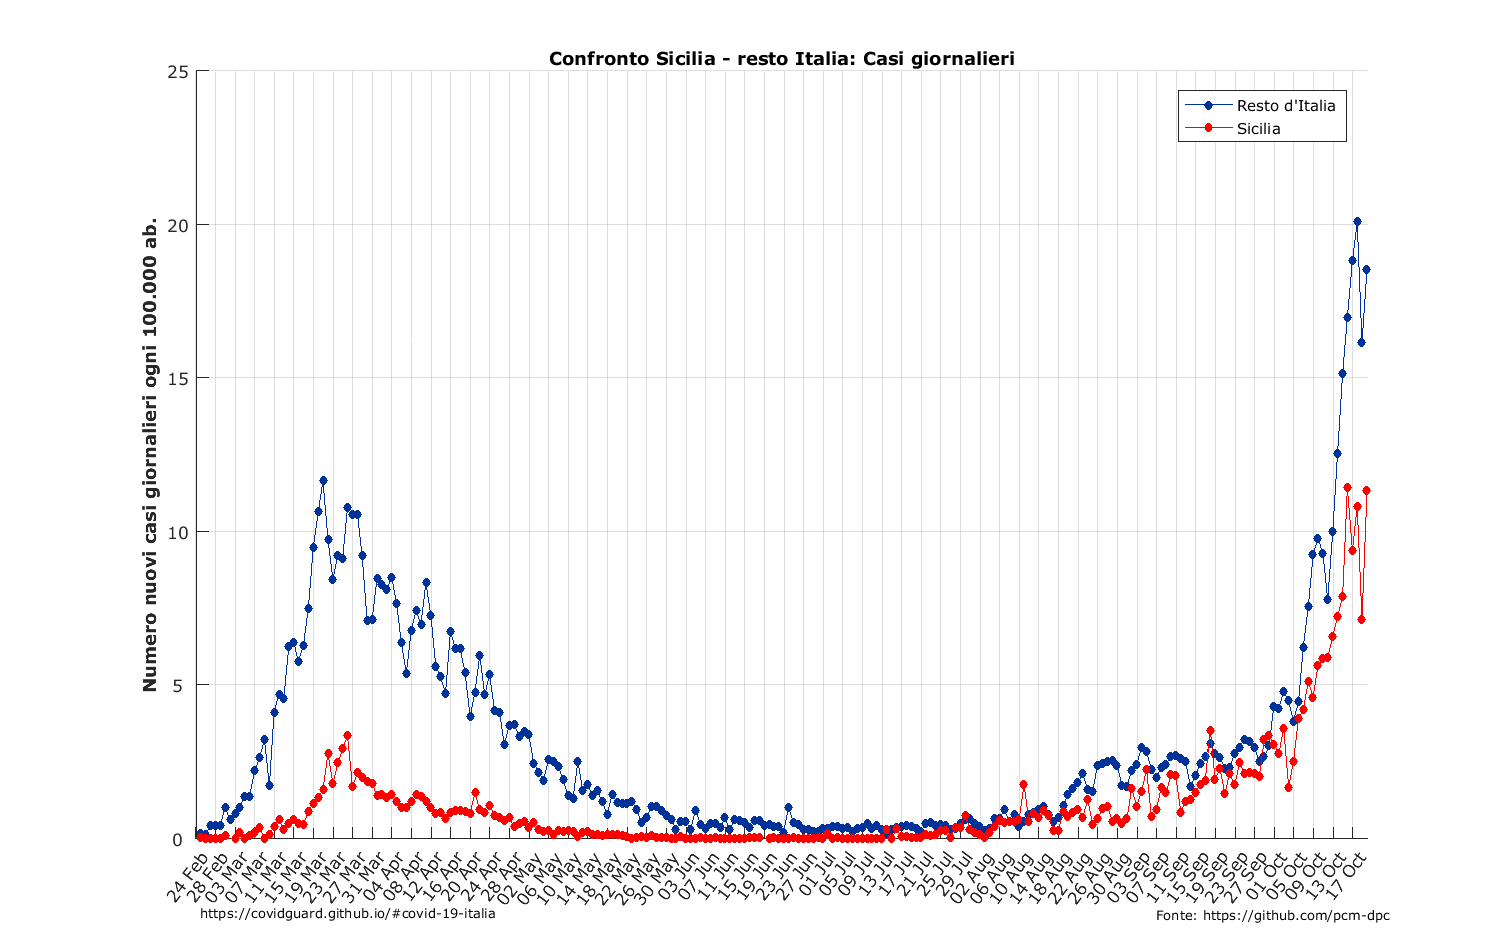 Confronto Sicilia - resto Italia: Casi giornalieri
Resto d'Italia
Sicilia
Numero nuovi casi giornalieri ogni 100.000 ab.
25
20
15
10
5
0
24 Feb
28 Feb
03 Mar
07 Mar
11 Mar
15 Mar
19 Mar
23 Mar
27 Mar
31 Mar
04 Apr
08 Apr
12 Apr
16 Apr
20 Apr
24 Apr
28 Apr
02 May
06 May
10 May
14 May
18 May
22 May
26 May
30 May
03 Jun
07 Jun
11 Jun
15 Jun
19 Jun
23 Jun
27 Jun
01 Jul
05 Jul
09 Jul
13 Jul
17 Jul
21 Jul
25 Jul
29 Jul
02 Aug
06 Aug
10 Aug
14 Aug
18 Aug
22 Aug
26 Aug
30 Aug
03 Sep
07 Sep
11 Sep
15 Sep
19 Sep
23 Sep
27 Sep
01 Oct
05 Oct
09 Oct
13 Oct
17 Oct
https://covidguard.github.io/#covid-19-italia
Fonte: https://github.com/pcm-dpc